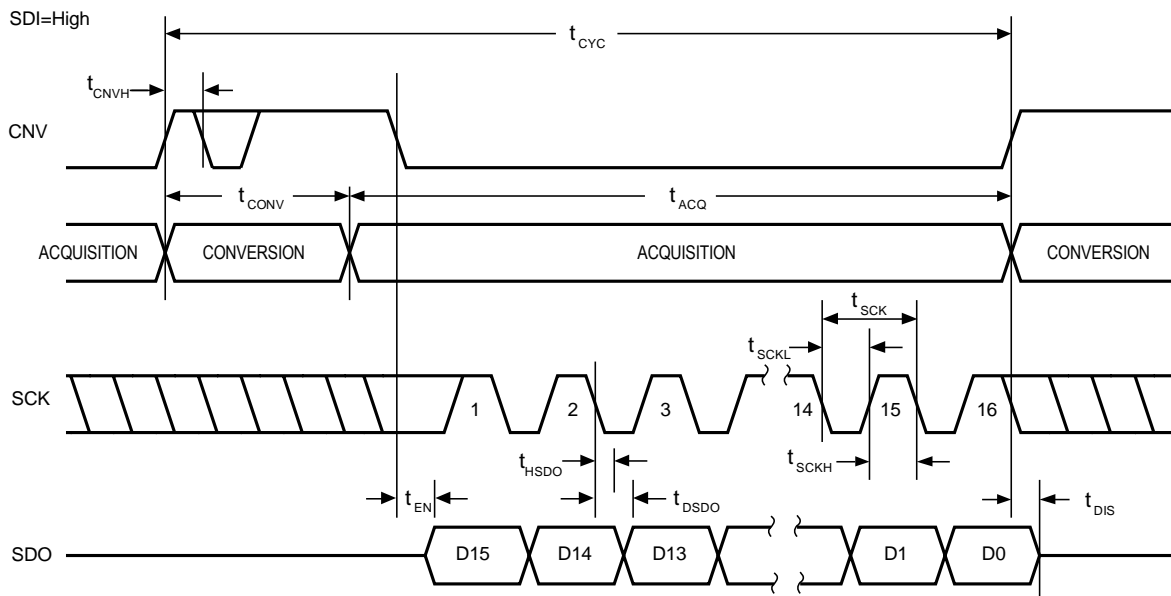 SDI=High
tCYC
tCNVH
CNV
tCONV
tACQ
ACQUISITION CONVERSION ACQUISITION CONVERSION
tSCK
tSCKL
SCK 1 2 3 14 15 16
tHSDO
tSCKH
tEN
tDSDO
tDIS
SDO D15 D14 D13 D1 D0